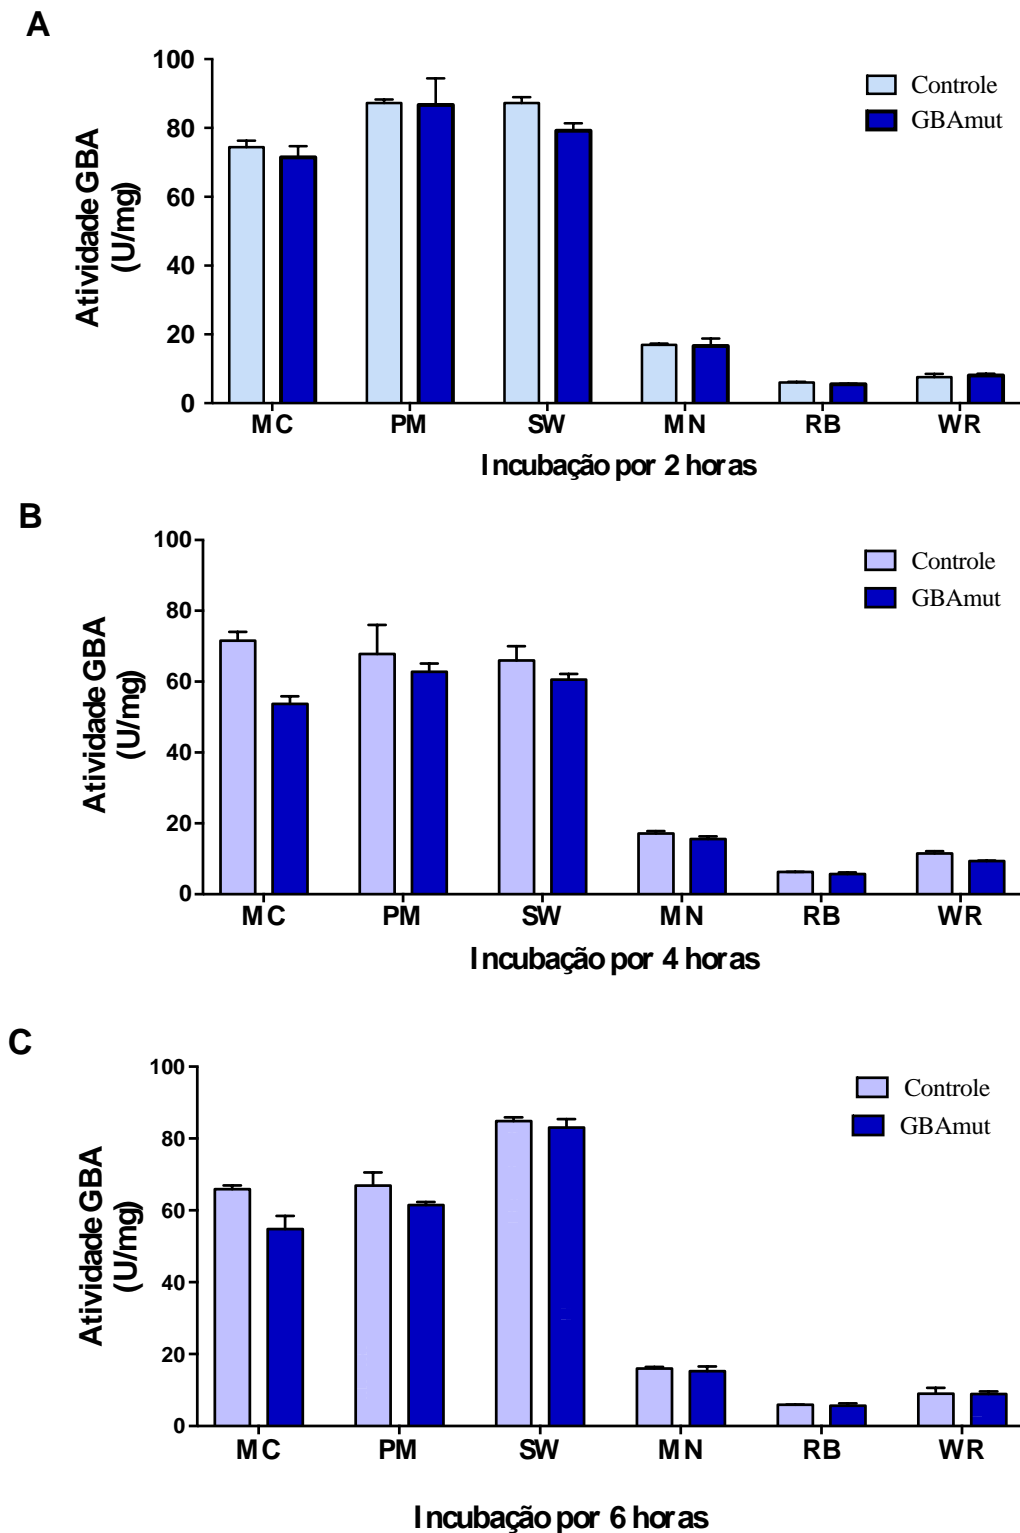 A
100
80
60
40
20
0
Atividade GBA
(U/mg)
Controle
GBAmut
MC PM SW MN RB WR
Incubação por 2 horas
B
100
80
60
40
20
0
Atividade GBA
(U/mg)
Controle
GBAmut
MC PM SW MN RB WR
Incubação por 4 horas
C
100
80
60
40
20
0
Atividade GBA
(U/mg)
Controle
GBAmut
MC PM SW MN RB WR
Incubação por 6 horas